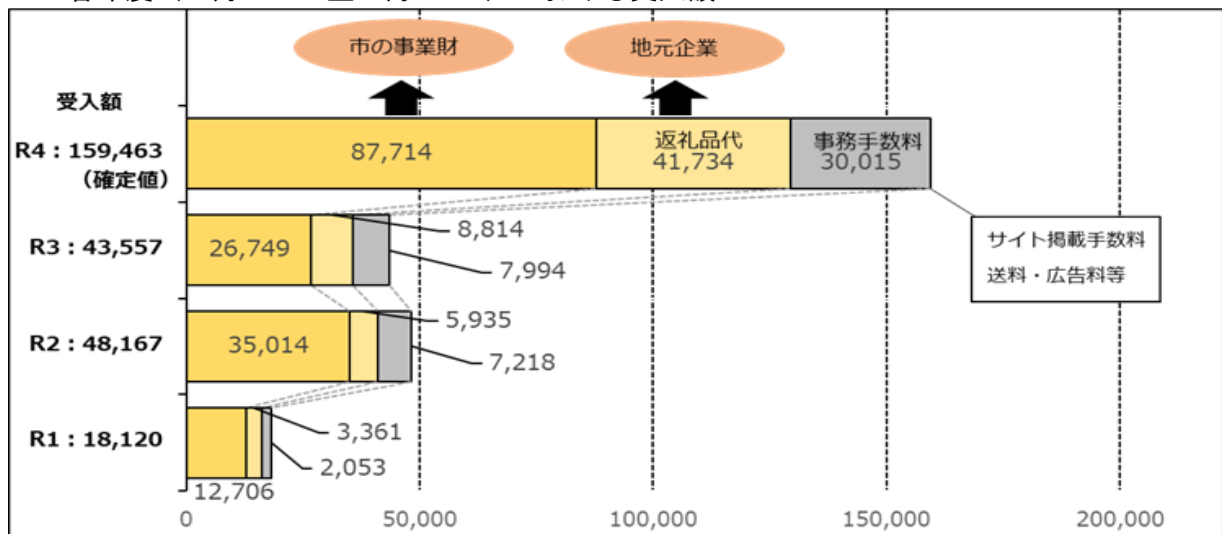 市の事業財
地元企業
受入額
R4：159,463
（確定値）
87,714
返礼品代
41,734
事務手数料
30,015
R3：43,557
26,749
8,814
7,994
サイト掲載手数料
送料・広告料等
R2：48,167
35,014
5,935
7,218
R1：18,120
3,361
2,053
12,706
0
50,000
100,000
150,000
200,000